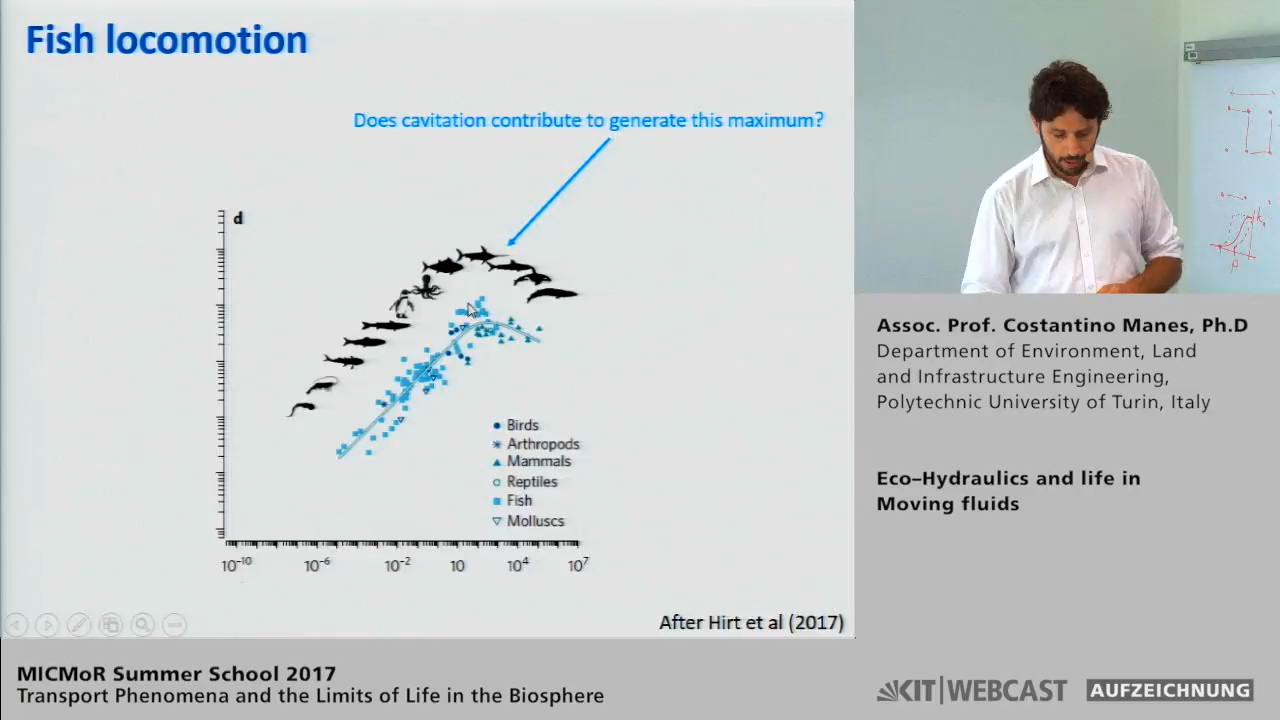 Fish locomotion
Does cavitation contribute to generate this maximum?
d
Birds
Arthropods
Mammals
Reptiles
Fish
Molluscs
10⁻¹⁰ 10⁻⁶ 10⁻² 10 10⁴ 10⁷
After Hirt et al (2017)
Assoc. Prof. Costantino Manes, Ph.D
Department of Environment, Land
and Infrastructure Engineering,
Polytechnic University of Turin, Italy
Eco–Hydraulics and life in
Moving fluids
MICMoR Summer School 2017
Transport Phenomena and the Limits of Life in the Biosphere
KIT|WEBCAST AUFZEICHNUNG